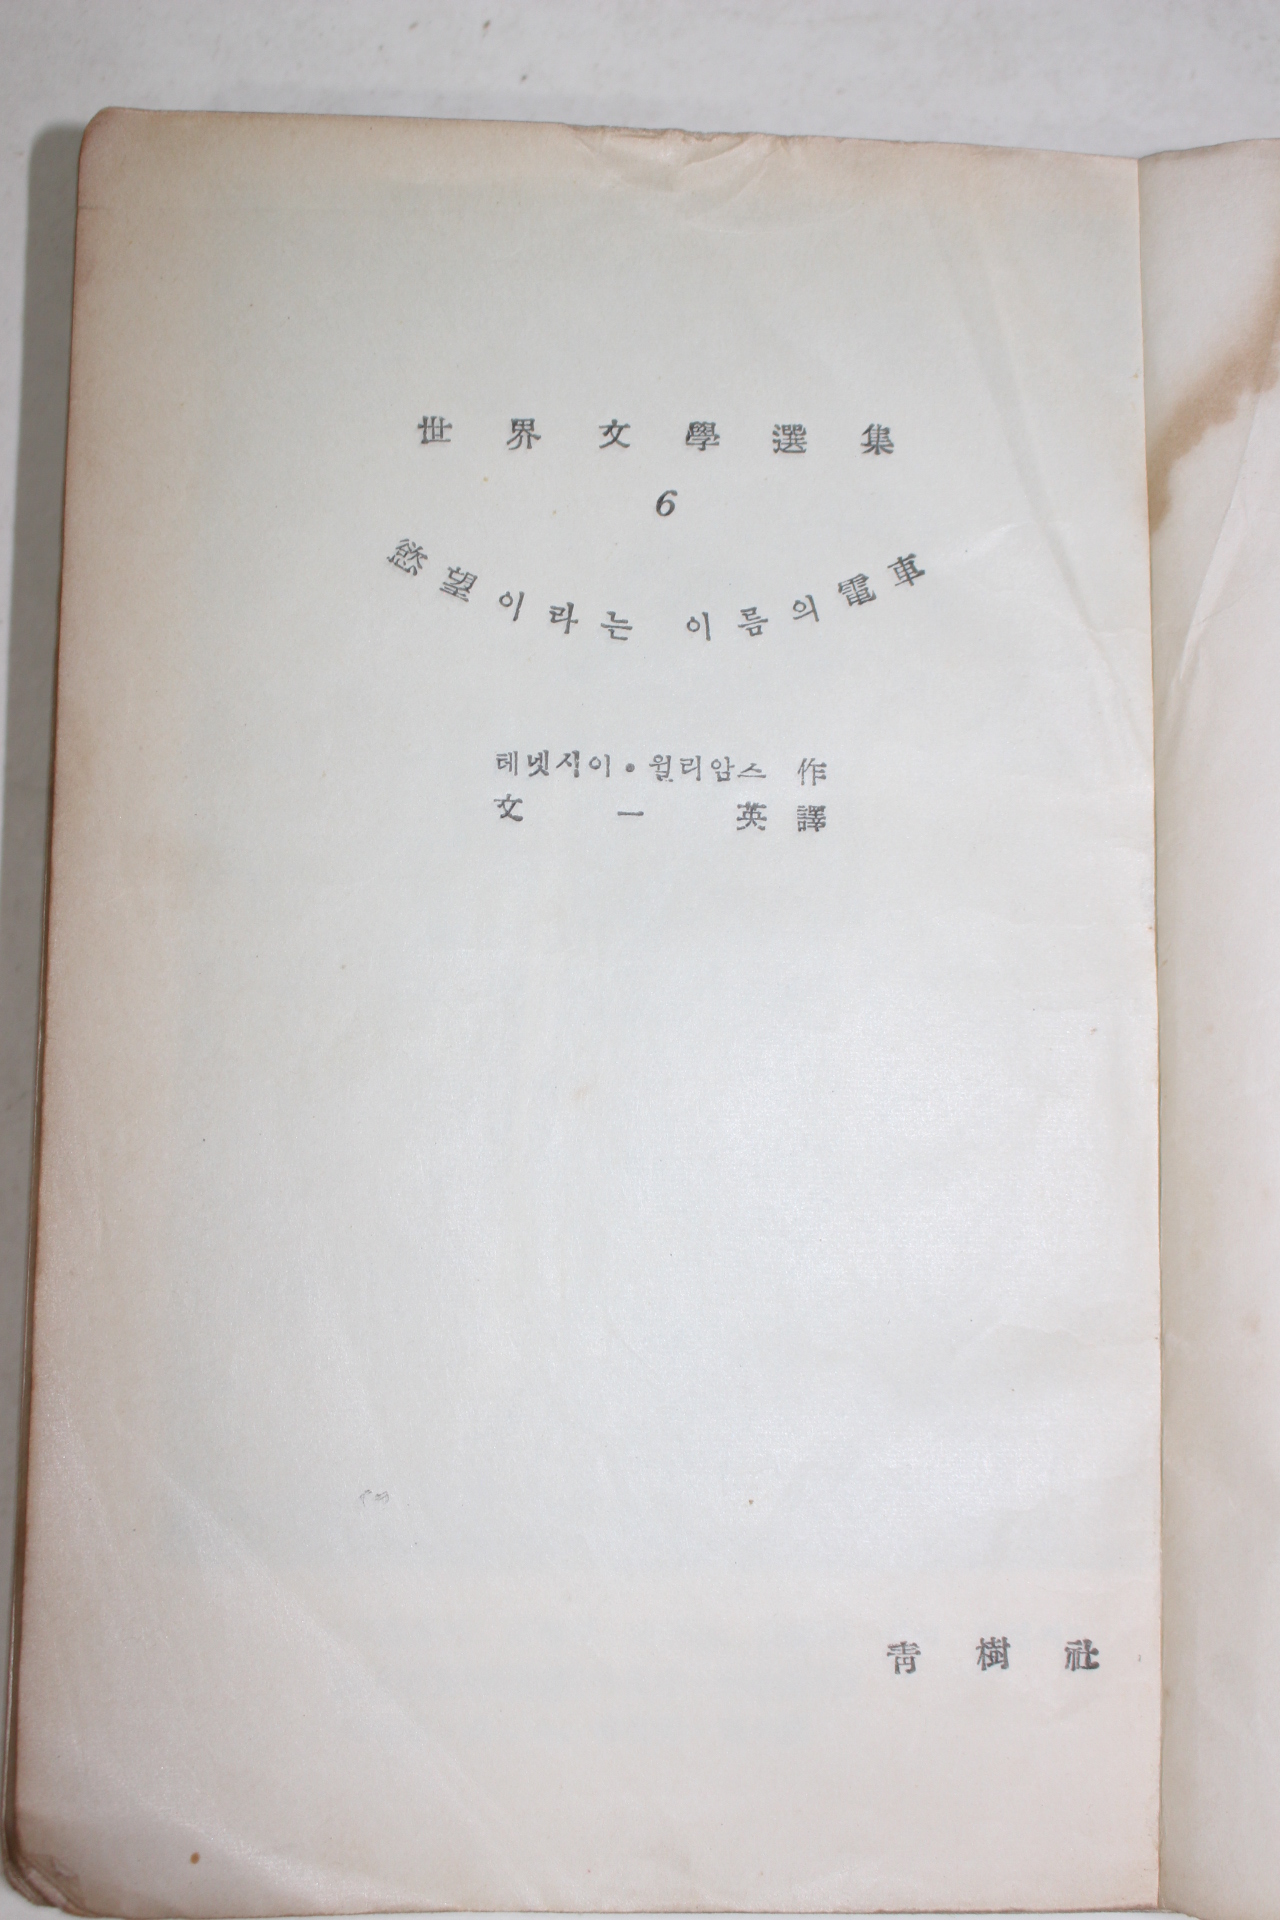 世界文學選集
6
慾望이라는 이름의 電車
테넷시이·윌리암스 作
文一英 譯
靑樹社